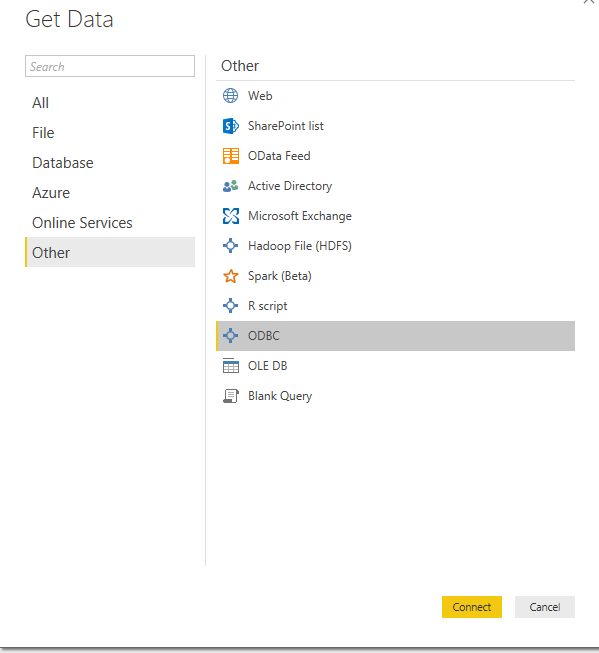 Get Data
Search
All
File
Database
Azure
Online Services
Other
Other
Web
SharePoint list
OData Feed
Active Directory
Microsoft Exchange
Hadoop File (HDFS)
Spark (Beta)
R script
ODBC
OLE DB
Blank Query
Connect
Cancel